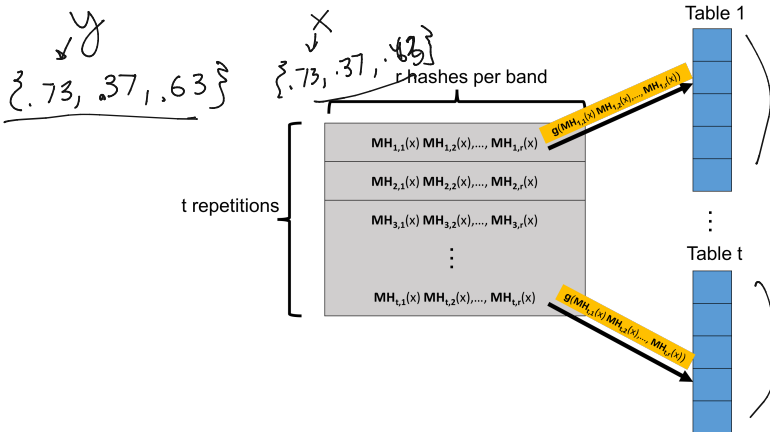 y
{.73, .37, .63}
x
{.73, .37, .63}
r hashes per band
t repetitions
MH1,1(x) MH1,2(x),..., MH1,r(x)
MH2,1(x) MH2,2(x),..., MH2,r(x)
MH3,1(x) MH3,2(x),..., MH3,r(x)
⋮
MHt,1(x) MHt,2(x),..., MHt,r(x)
g(MH1,1(x) MH1,2(x),..., MH1,r(x))
Table 1
⋮
Table t
g(MHt,1(x) MHt,2(x),..., MHt,r(x))